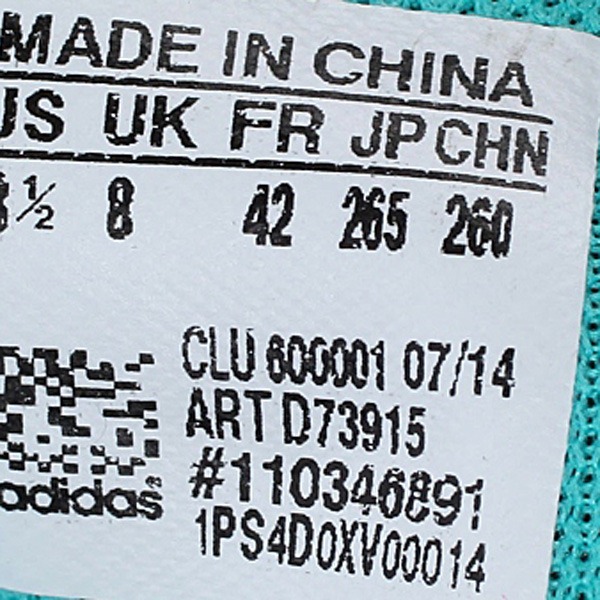 MADE IN CHINA
US UK FR JP CHN
8½ 8 42 265 260
CLU 600001 07/14
ART D73915
#110346891
adidas
1PS4D0XV00014